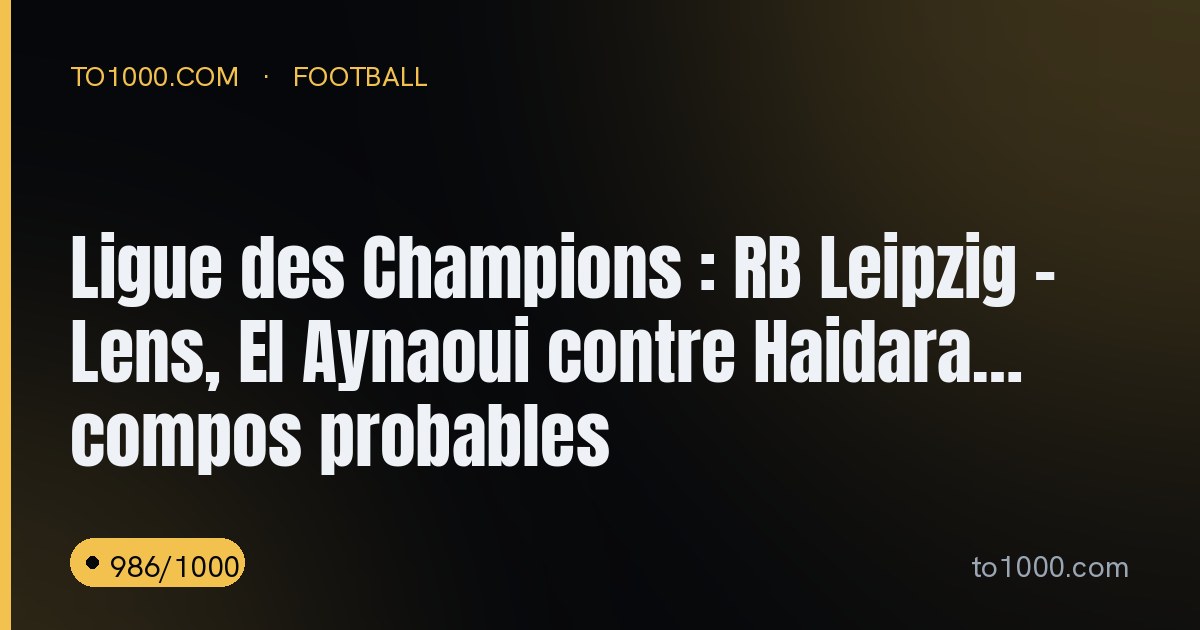 TO1000.COM · FOOTBALL
Ligue des Champions : RB Leipzig -
Lens, El Aynaoui contre Haidara...
compos probables
986/1000
to1000.com